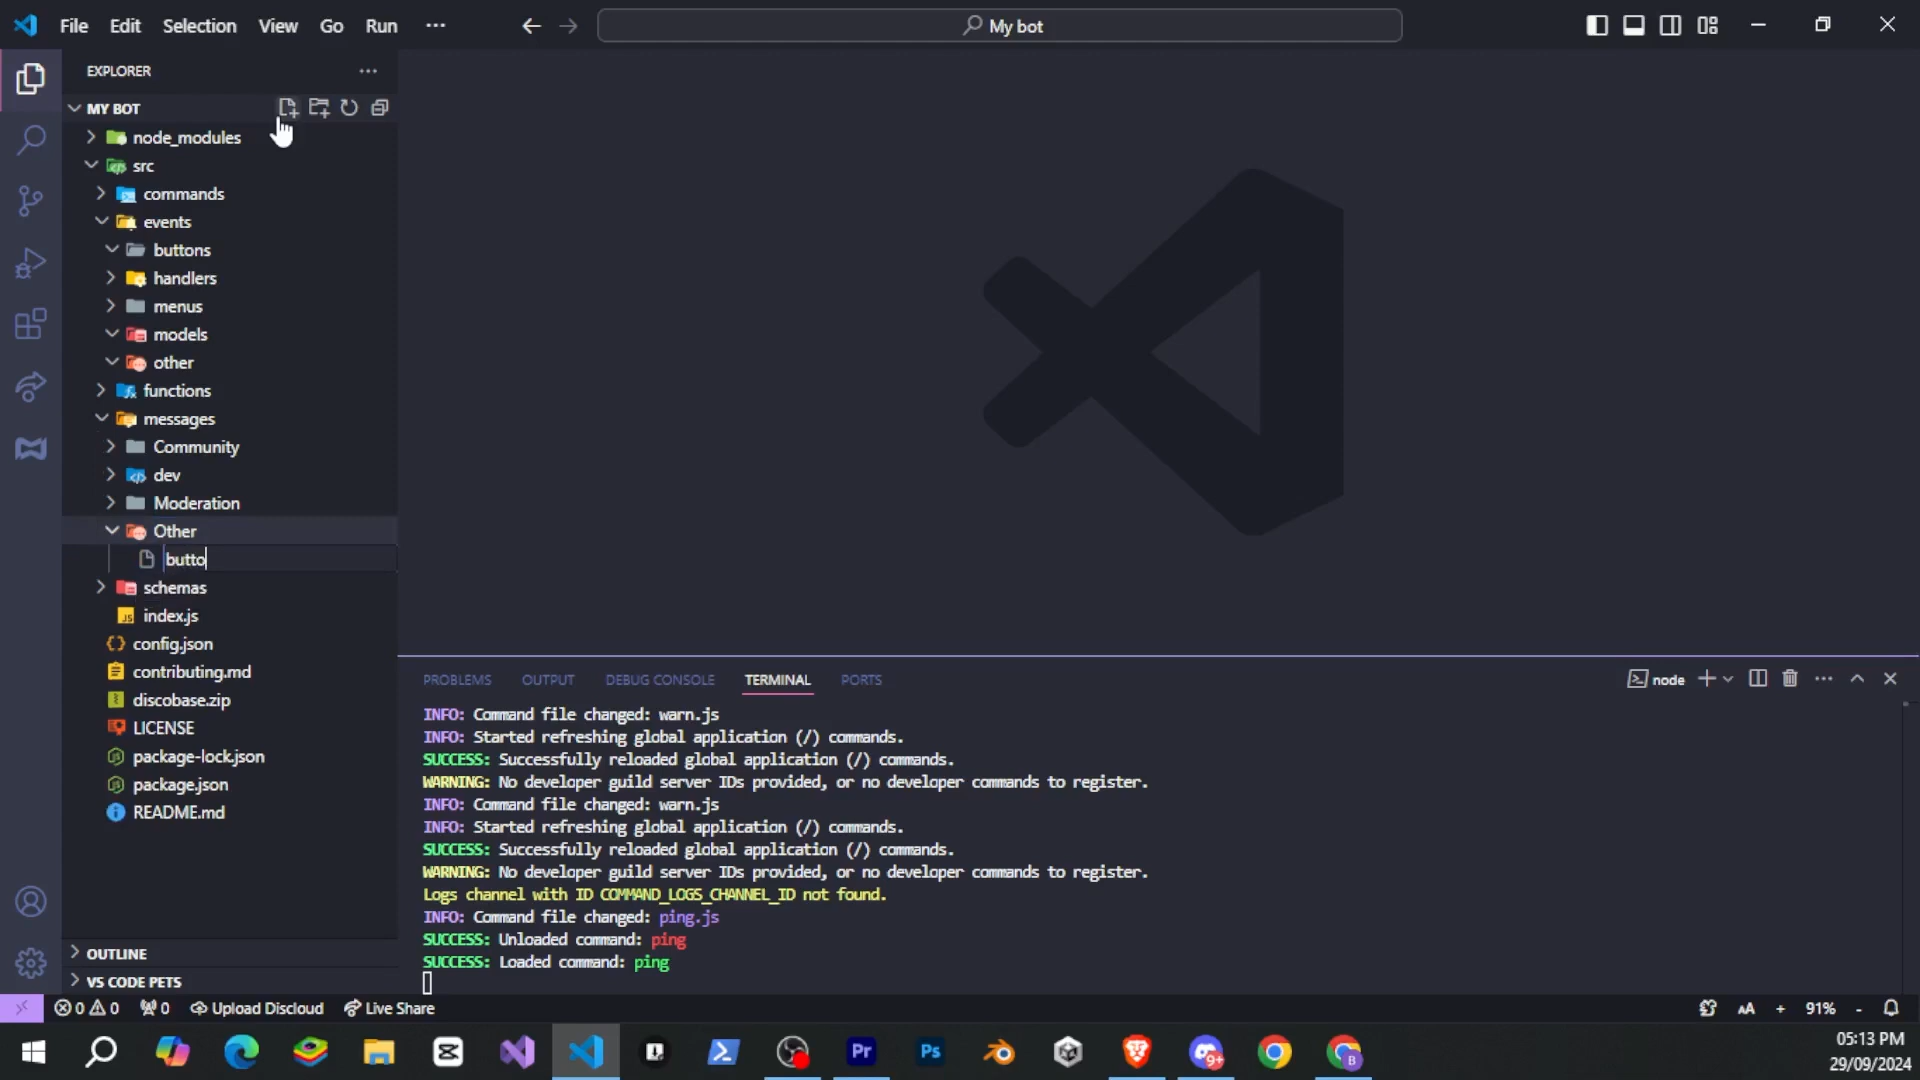 File Edit Selection View Go Run ···
My bot
EXPLORER
MY BOT
node_modules
src
commands
events
buttons
handlers
menus
models
other
functions
messages
Community
dev
Moderation
Other
butto
schemas
index.js
config.json
contributing.md
discobase.zip
LICENSE
package-lock.json
package.json
README.md
OUTLINE
VS CODE PETS
PROBLEMS OUTPUT DEBUG CONSOLE TERMINAL PORTS
node
INFO: Command file changed: warn.js
INFO: Started refreshing global application (/) commands.
SUCCESS: Successfully reloaded global application (/) commands.
WARNING: No developer guild server IDs provided, or no developer commands to register.
INFO: Command file changed: warn.js
INFO: Started refreshing global application (/) commands.
SUCCESS: Successfully reloaded global application (/) commands.
WARNING: No developer guild server IDs provided, or no developer commands to register.
Logs channel with ID COMMAND_LOGS_CHANNEL_ID not found.
INFO: Command file changed: ping.js
SUCCESS: Unloaded command: ping
SUCCESS: Loaded command: ping
0 0 0 Upload Discloud Live Share
AA + 91% -
Pr Ps 9+ B
05:13 PM
29/09/2024